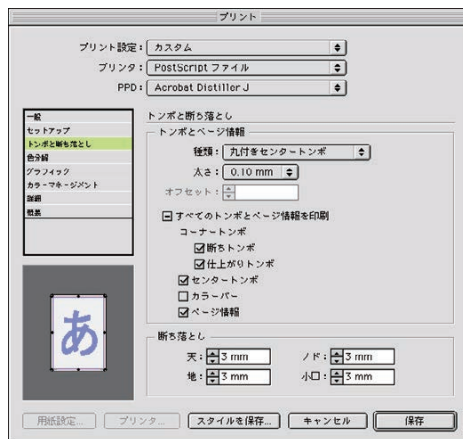 プリント
プリント設定: カスタム
プリンタ: PostScript ファイル
PPD: Acrobat Distiller J
一般
セットアップ
トンボと断ち落とし
色分解
グラフィック
カラーマネージメント
詳細
概要
あ
トンボと断ち落とし
トンボとページ情報
種類: 丸付きセンタートンボ
太さ: 0.10 mm
オフセット:
すべてのトンボとページ情報を印刷
コーナートンボ
断ちトンボ
仕上がりトンボ
センタートンボ
カラーバー
ページ情報
断ち落とし
天: 3 mm ノド: 3 mm
地: 3 mm 小口: 3 mm
用紙設定... プリンタ... スタイルを保存... キャンセル 保存